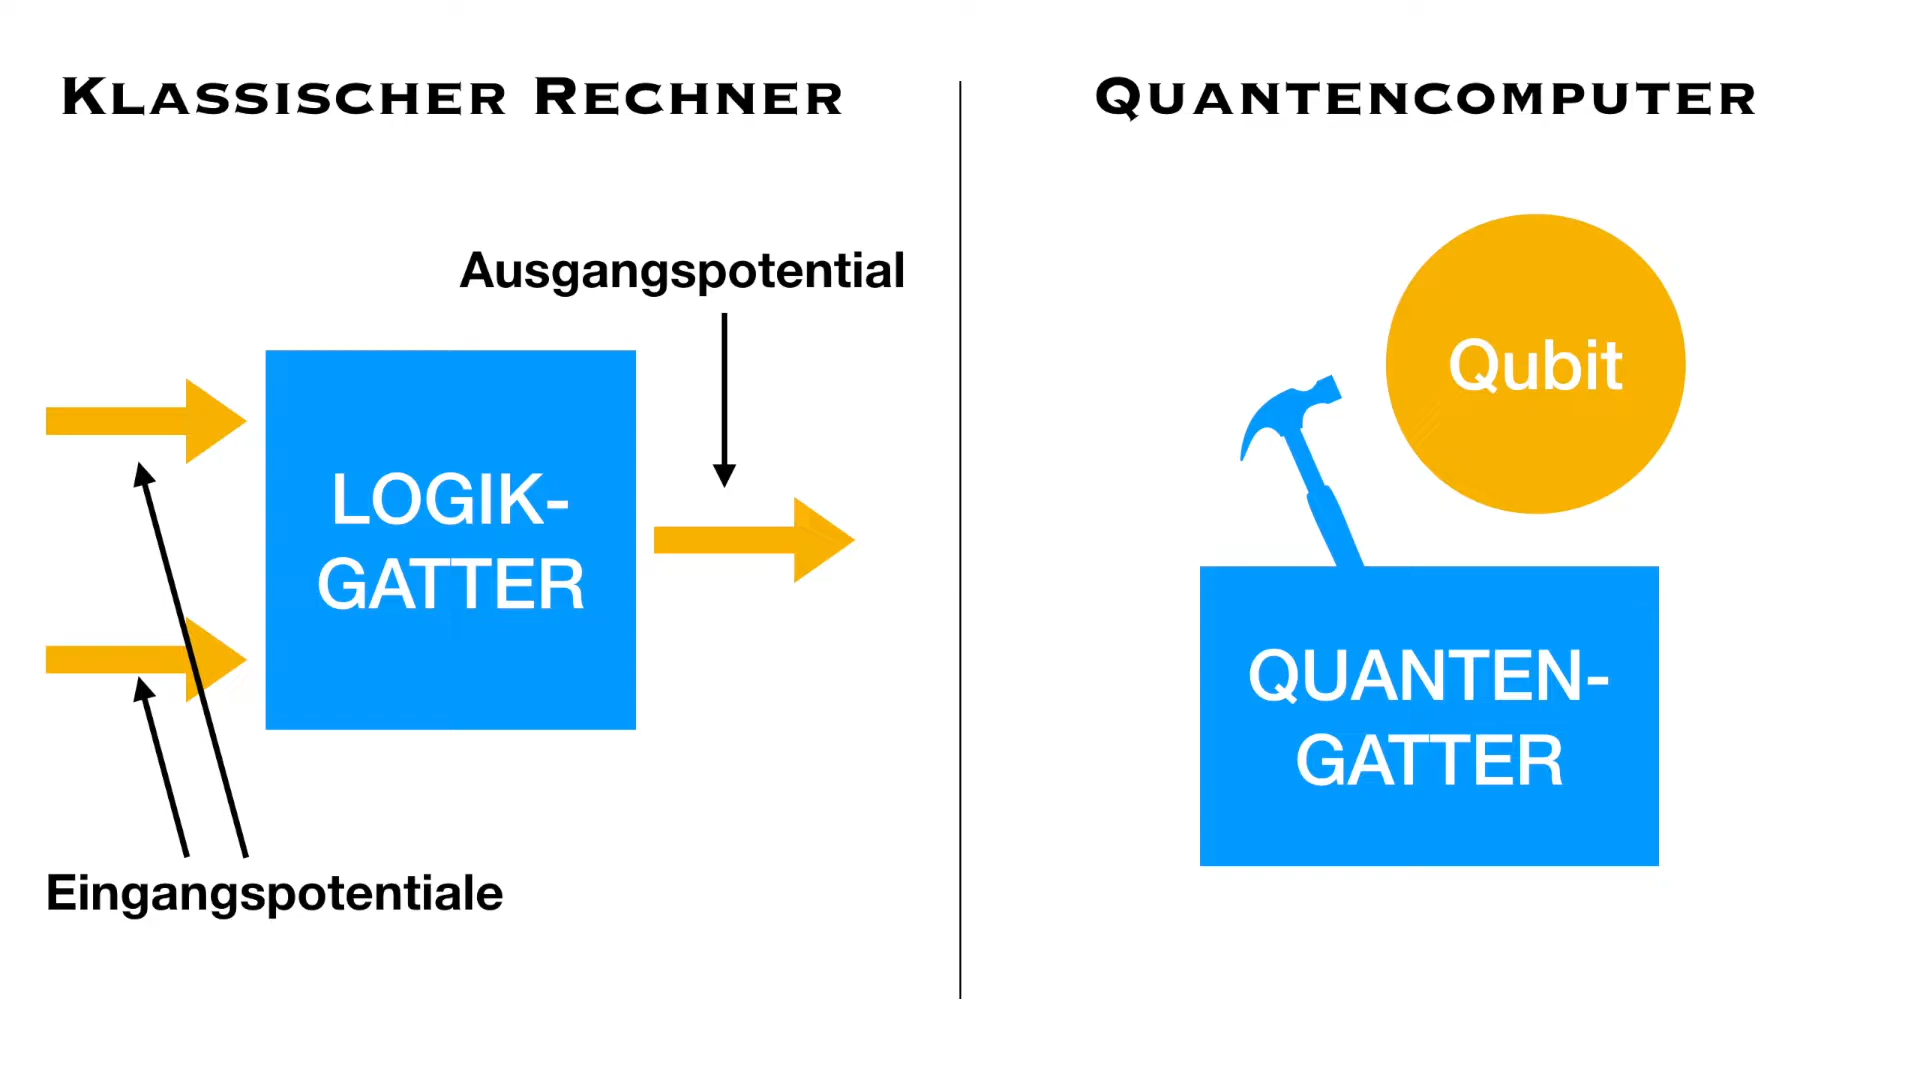 Klassischer Rechner
Ausgangspotential
LOGIK-
GATTER
Eingangspotentiale
Quantencomputer
Qubit
QUANTEN-
GATTER